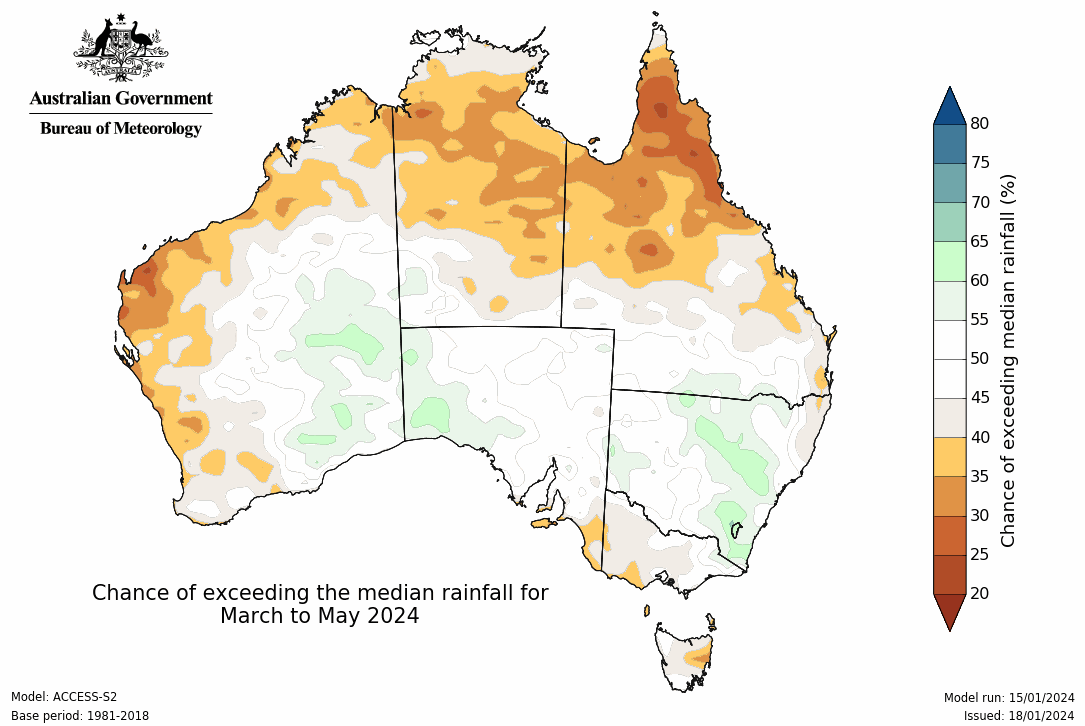 Australian Government
Bureau of Meteorology
80
75
70
65
60
55
50
45
40
35
30
25
20
Chance of exceeding median rainfall (%)
Chance of exceeding the median rainfall for
March to May 2024
Model: ACCESS-S2
Base period: 1981-2018
Model run: 15/01/2024
Issued: 18/01/2024